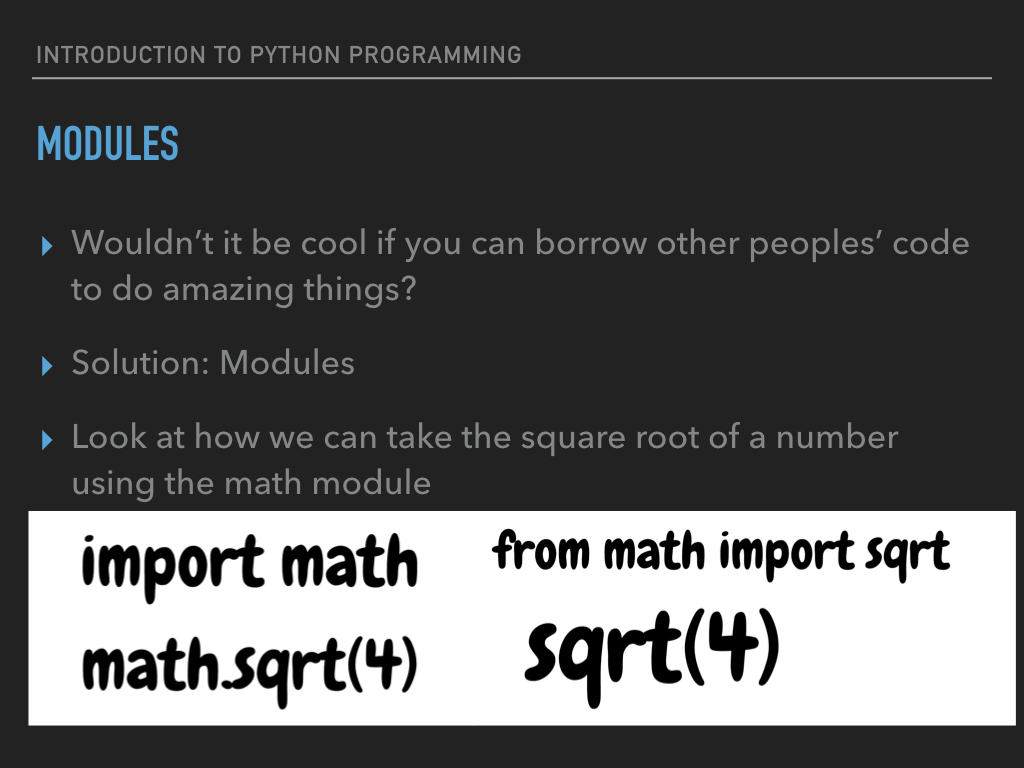 INTRODUCTION TO PYTHON PROGRAMMING
MODULES
Wouldn’t it be cool if you can borrow other peoples’ code
to do amazing things?
Solution: Modules
Look at how we can take the square root of a number
using the math module
import math
math.sqrt(4)
from math import sqrt
sqrt(4)